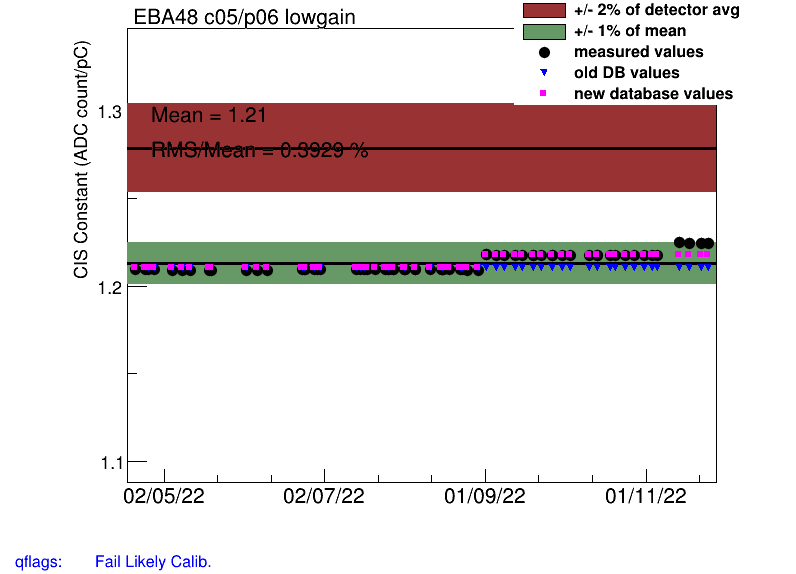 EBA48 c05/p06 lowgain
+/- 2% of detector avg
+/- 1% of mean
measured values
old DB values
new database values
CIS Constant (ADC count/pC)
Mean = 1.21
RMS/Mean = 0.3929 %
1.3
1.2
1.1
02/05/22
02/07/22
01/09/22
01/11/22
qflags: Fail Likely Calib.